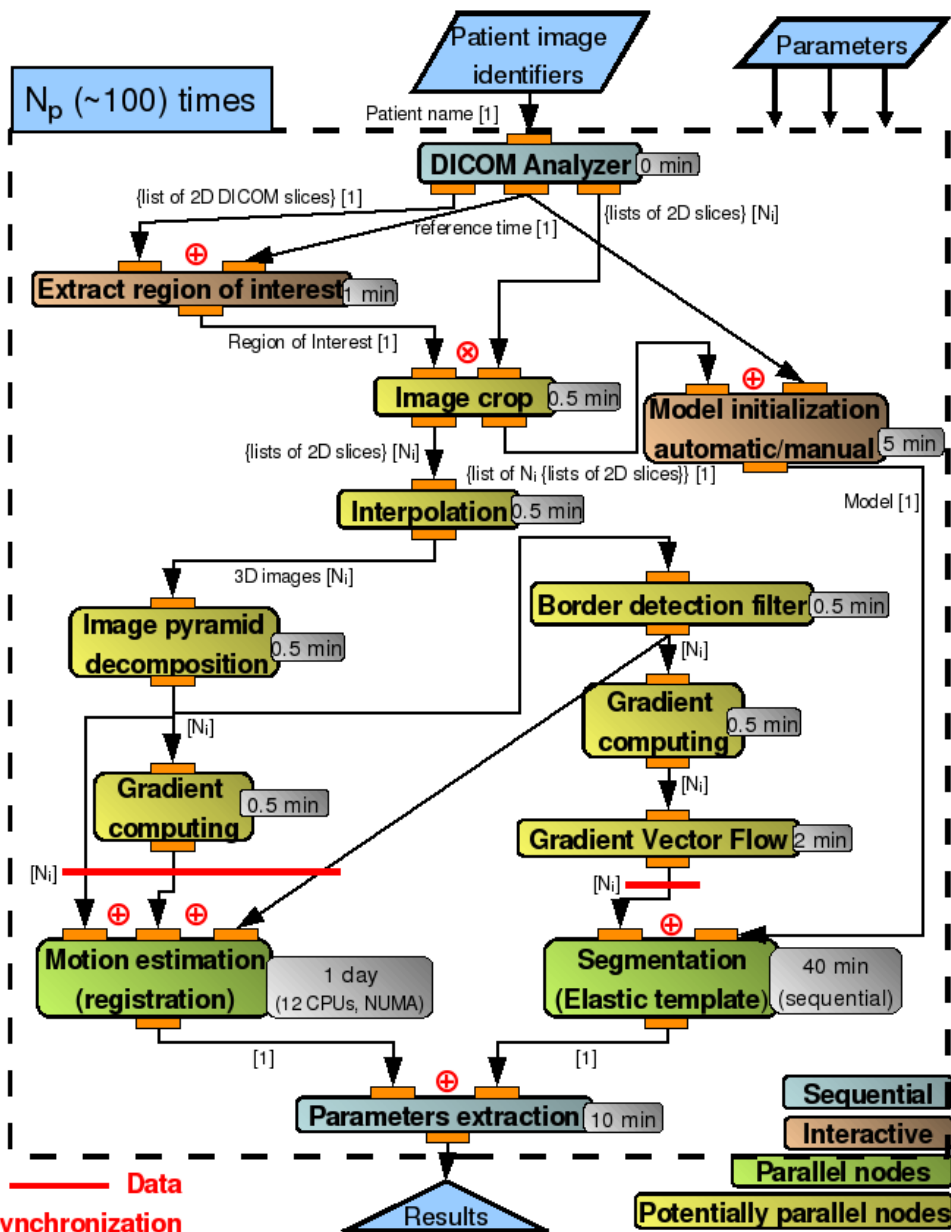 Patient image
identifiers
Parameters
Nₚ (~100) times
Patient name [1]
DICOM Analyzer
0 min
{list of 2D DICOM slices} [1]
reference time [1]
{lists of 2D slices} [Nᵢ]
Extract region of interest
1 min
Region of Interest [1]
Image crop
0.5 min
Model initialization
automatic/manual
5 min
{lists of 2D slices} [Nᵢ]
{list of Nᵢ {lists of 2D slices}} [1]
Model [1]
Interpolation
0.5 min
3D images [Nᵢ]
Border detection filter
0.5 min
Image pyramid
decomposition
0.5 min
[Nᵢ]
Gradient
computing
0.5 min
[Nᵢ]
[Nᵢ]
Gradient
computing
0.5 min
Gradient Vector Flow
2 min
[Nᵢ]
[Nᵢ]
Motion estimation
(registration)
1 day
(12 CPUs, NUMA)
Segmentation
(Elastic template)
40 min
(sequential)
[1]
[1]
Parameters extraction
10 min
Results
Sequential
Interactive
Parallel nodes
Potentially parallel nodes
Data
ynchronization